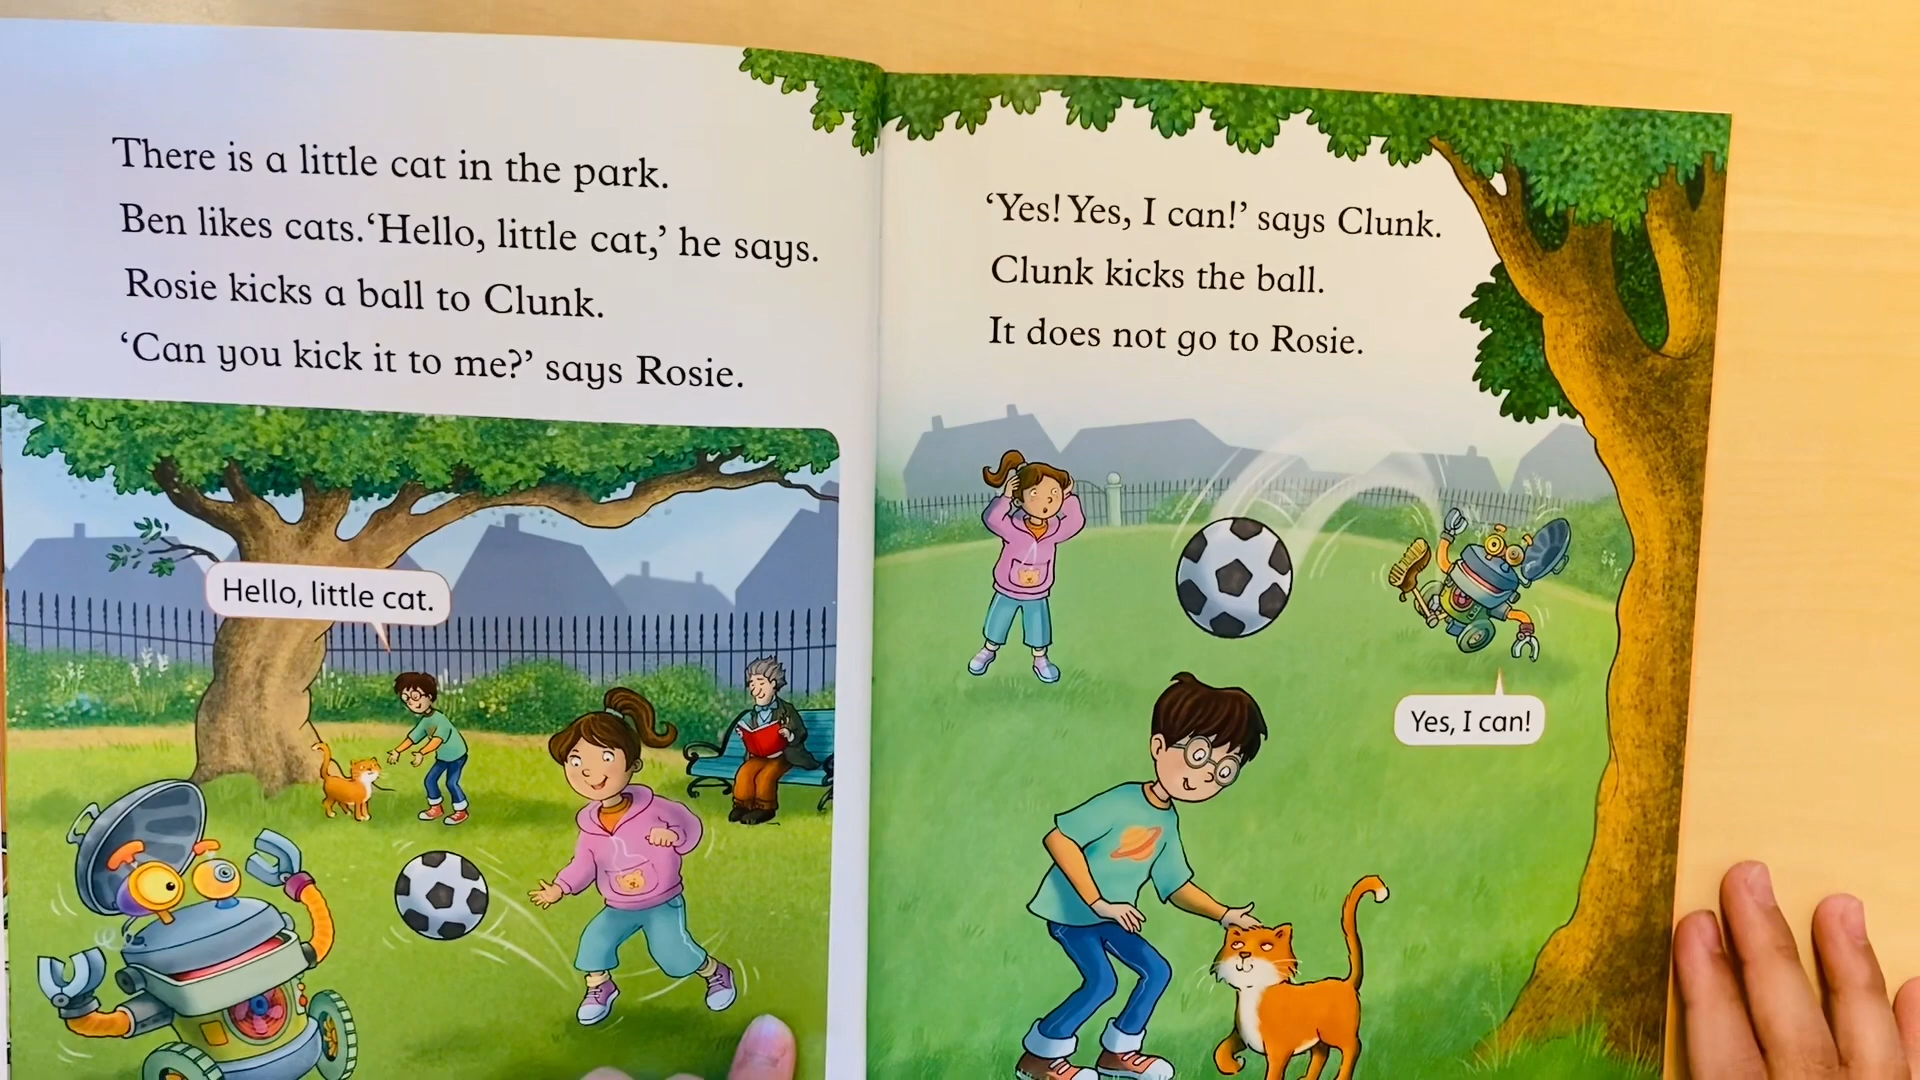 There is a little cat in the park.
Ben likes cats. ‘Hello, little cat,’ he says.
Rosie kicks a ball to Clunk.
‘Can you kick it to me?’ says Rosie.
Hello, little cat.
‘Yes! Yes, I can!’ says Clunk.
Clunk kicks the ball.
It does not go to Rosie.
Yes, I can!